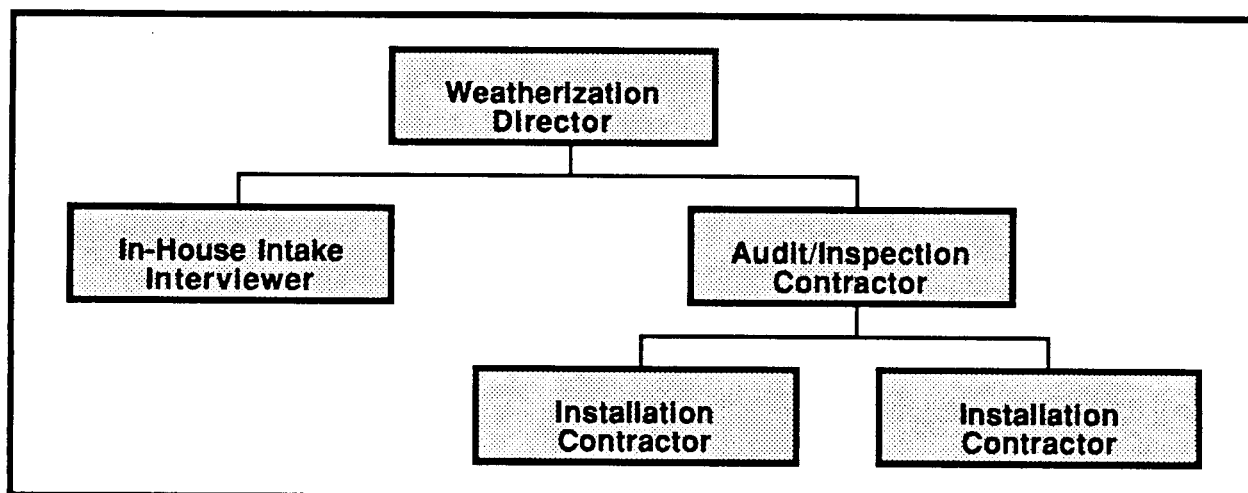 Weatherization
Director
In-House Intake
Interviewer
Audit/Inspection
Contractor
Installation
Contractor
Installation
Contractor